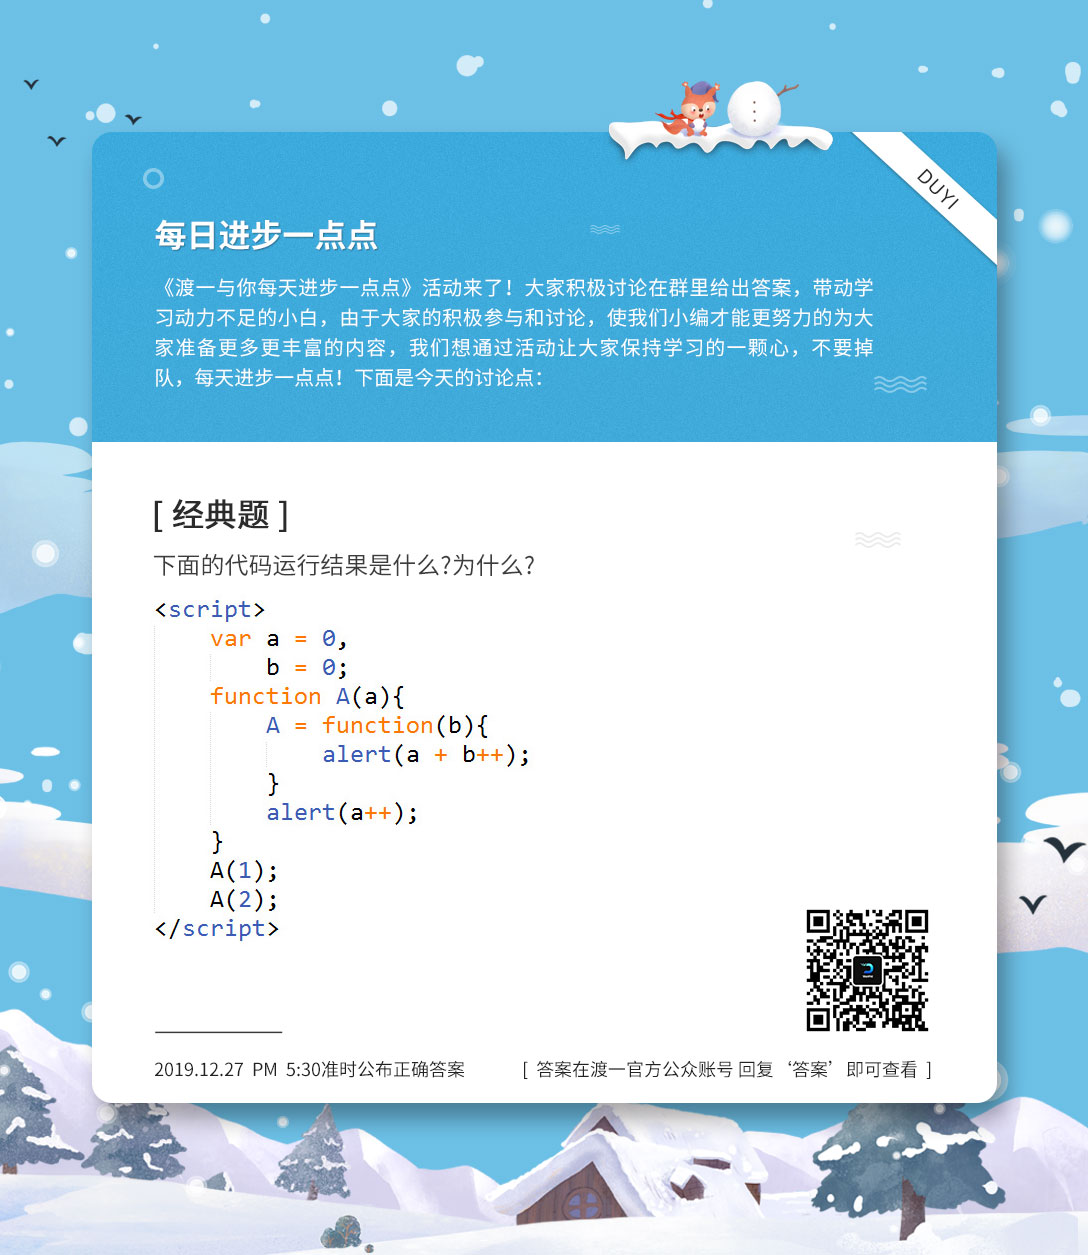 DUYI
每日进步一点点
《渡一与你每天进步一点点》活动来了！大家积极讨论在群里给出答案，带动学
习动力不足的小白，由于大家的积极参与和讨论，使我们小编才能更努力的为大
家准备更多更丰富的内容，我们想通过活动让大家保持学习的一颗心，不要掉
队，每天进步一点点！下面是今天的讨论点：
[ 经典题 ]
下面的代码运行结果是什么?为什么?
<script>
    var a = 0,
        b = 0;
    function A(a){
        A = function(b){
            alert(a + b++);
        }
        alert(a++);
    }
    A(1);
    A(2);
</script>
2019.12.27 PM 5:30准时公布正确答案
[ 答案在渡一官方公众账号 回复‘答案’即可查看 ]